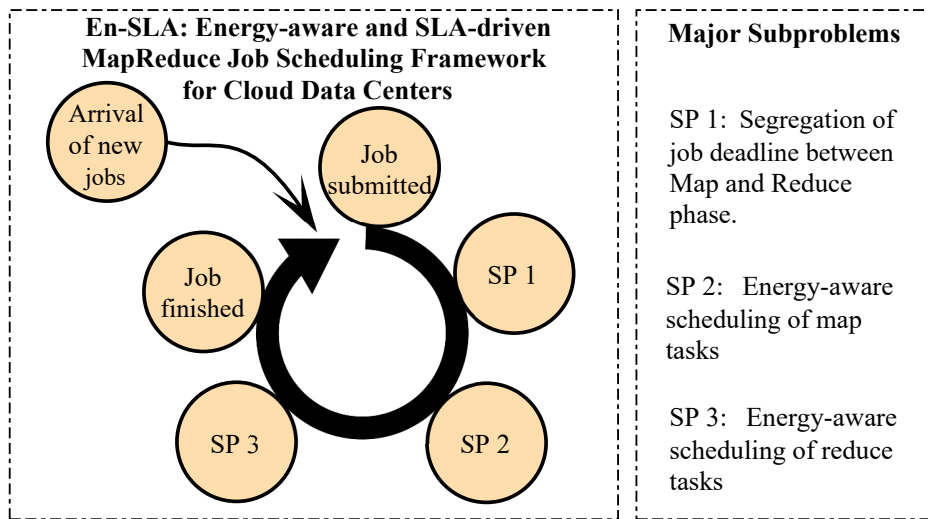 En-SLA: Energy-aware and SLA-driven
MapReduce Job Scheduling Framework
for Cloud Data Centers
Arrival
of new
jobs
Job
submitted
SP 1
SP 2
SP 3
Job
finished
Major Subproblems
SP 1: Segregation of
job deadline between
Map and Reduce
phase.
SP 2: Energy-aware
scheduling of map
tasks
SP 3: Energy-aware
scheduling of reduce
tasks